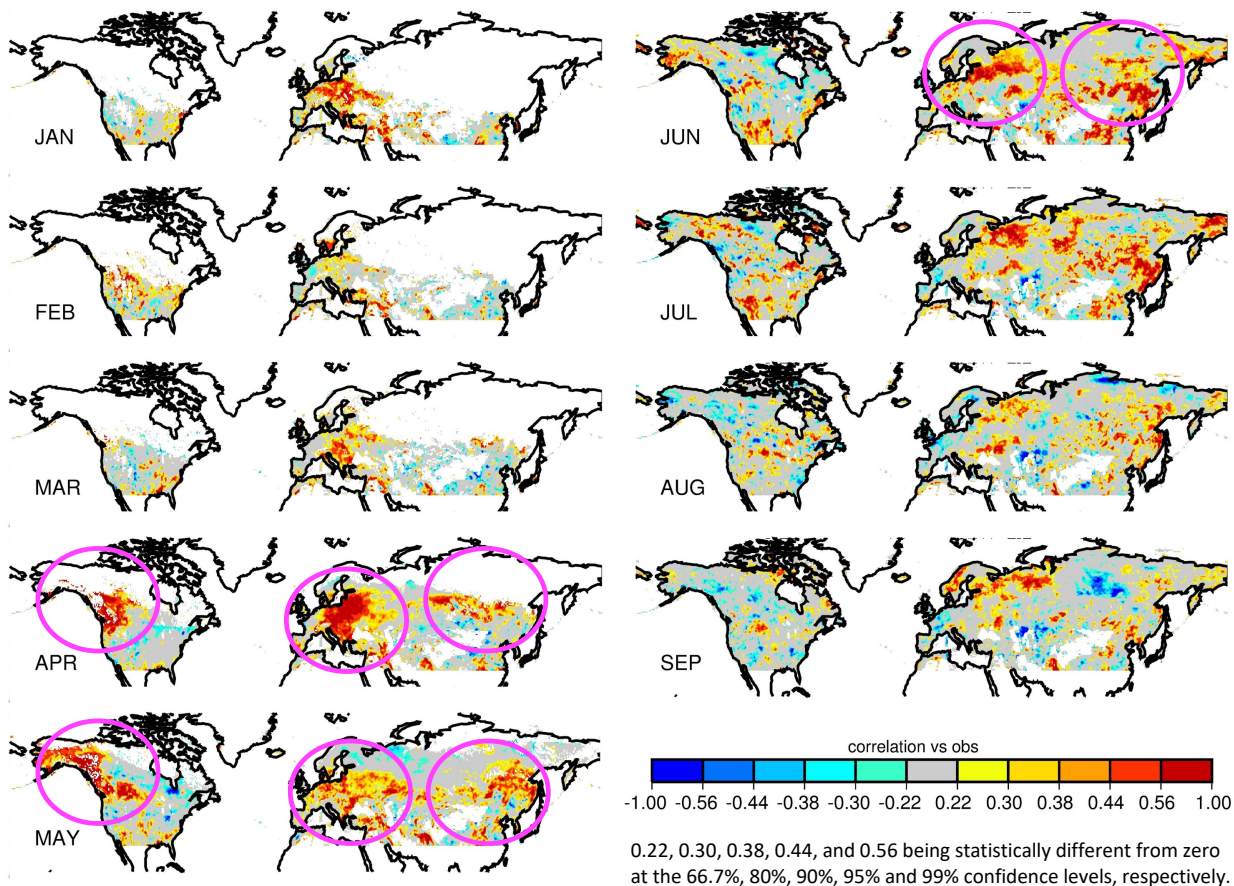 JAN
FEB
MAR
APR
MAY
JUN
JUL
AUG
SEP
correlation vs obs
-1.00 -0.56 -0.44 -0.38 -0.30 -0.22 0.22 0.30 0.38 0.44 0.56 1.00
0.22, 0.30, 0.38, 0.44, and 0.56 being statistically different from zero
at the 66.7%, 80%, 90%, 95% and 99% confidence levels, respectively.